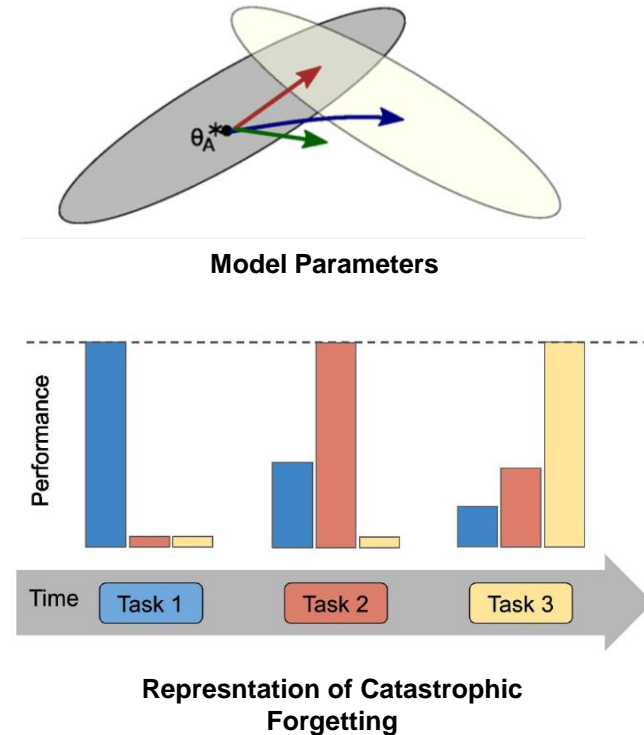 θA*
Model Parameters
Performance
Time
Task 1
Task 2
Task 3
Represntation of Catastrophic
Forgetting